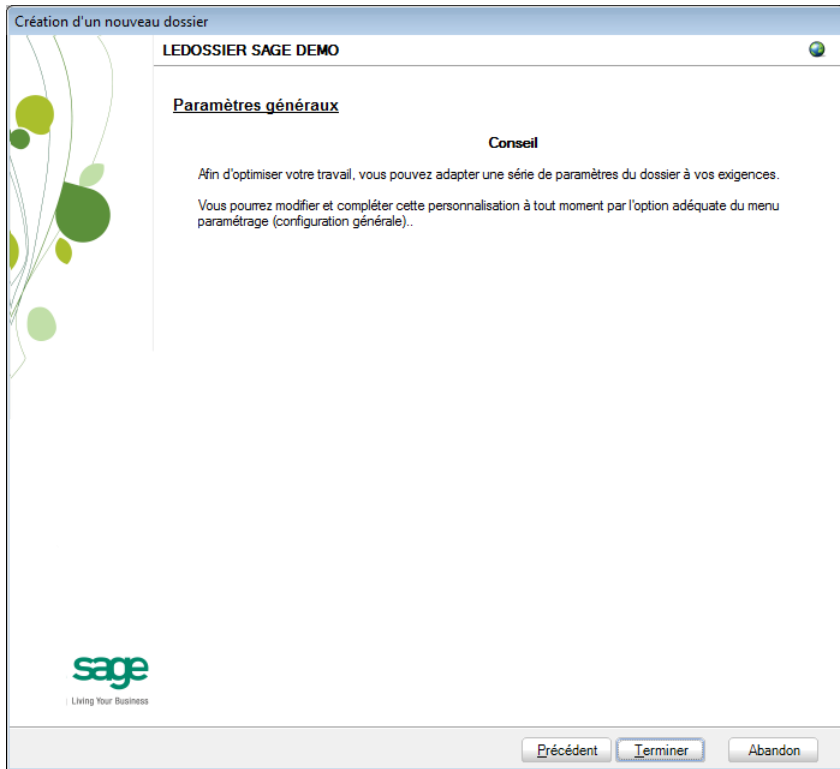 Création d'un nouveau dossier
LEDOSSIER SAGE DEMO
Paramètres généraux
Conseil
Afin d'optimiser votre travail, vous pouvez adapter une série de paramètres du dossier à vos exigences.
Vous pourrez modifier et compléter cette personnalisation à tout moment par l'option adéquate du menu
paramétrage (configuration générale)..
sage
Living Your Business
Précédent Terminer Abandon